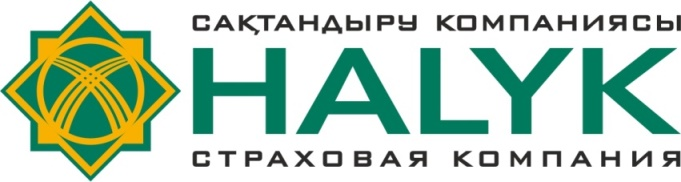 САҚТАНДЫРУ КОМПАНИЯСЫ
HALYK
СТРАХОВАЯ КОМПАНИЯ